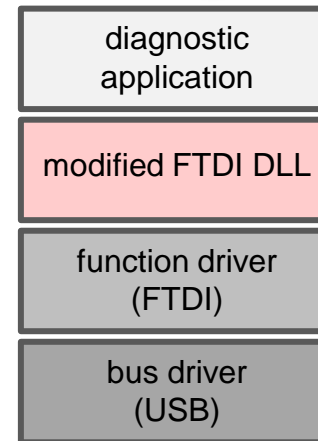 diagnostic
application
modified FTDI DLL
function driver
(FTDI)
bus driver
(USB)